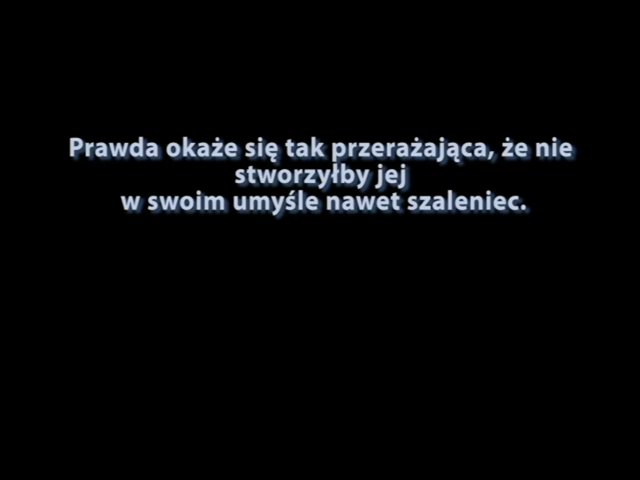 Prawda okaże się tak przerażająca, że nie
stworzyłby jej
w swoim umyśle nawet szaleniec.